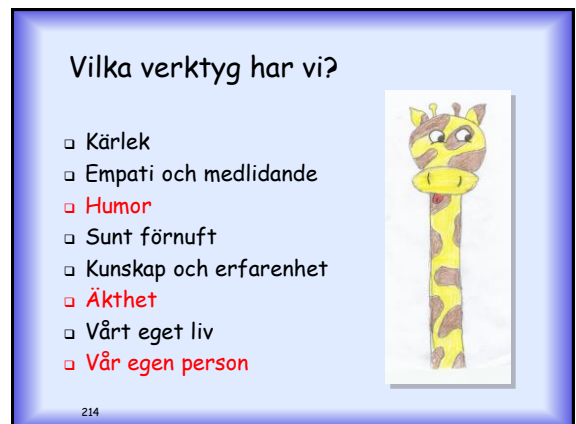 Vilka verktyg har vi?
Kärlek
Empati och medlidande
Humor
Sunt förnuft
Kunskap och erfarenhet
Äkthet
Vårt eget liv
Vår egen person
214